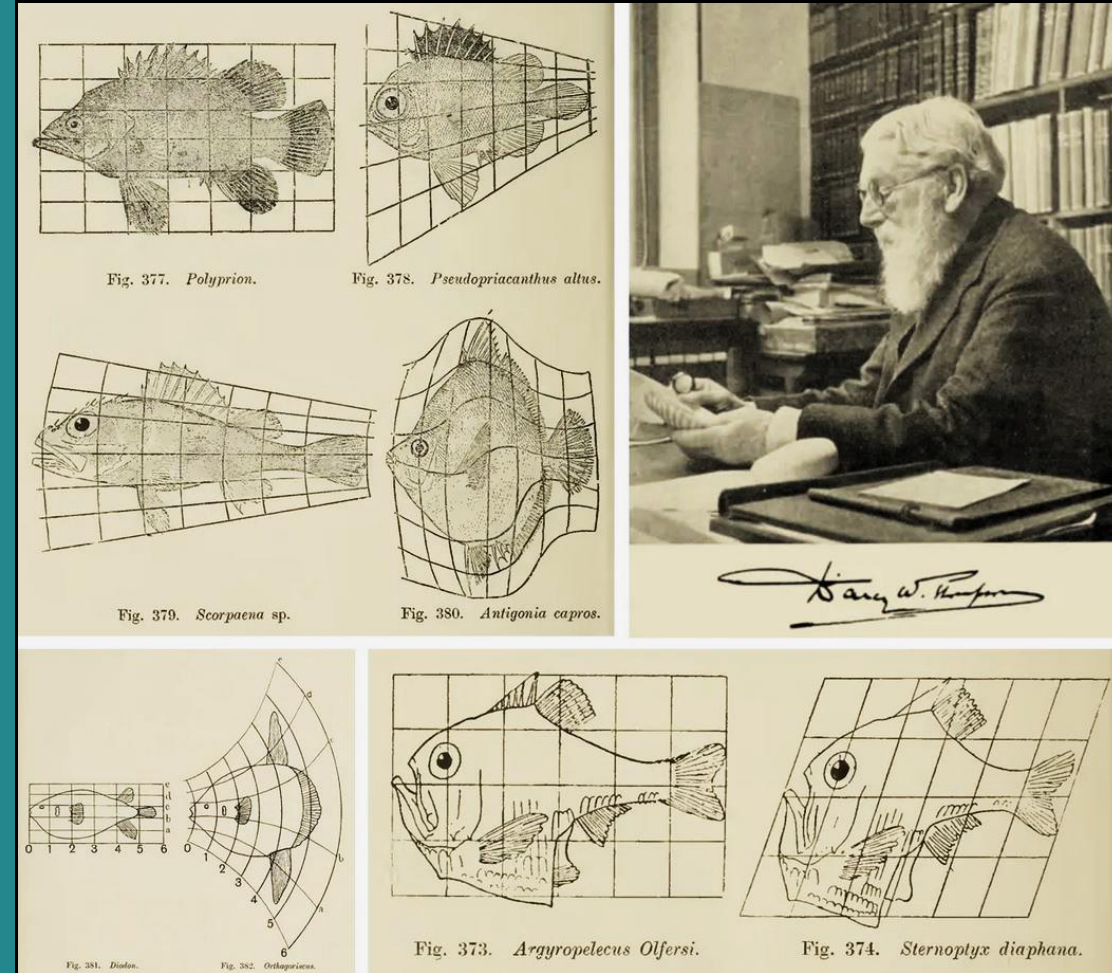 Fig. 377. Polyprion.
Fig. 378. Pseudopriacanthus altus.
Fig. 379. Scorpaena sp.
Fig. 380. Antigonia capros.
D'Arcy W. Thompson
e
d
c
b
a
0 1 2 3 4 5 6
Fig. 381. Diodon.
e
d
c
b
a
0
1
2
3
4
5
6
Fig. 382. Orthagoriscus.
Fig. 373. Argyropelecus Olfersi.
Fig. 374. Sternoptyx diaphana.